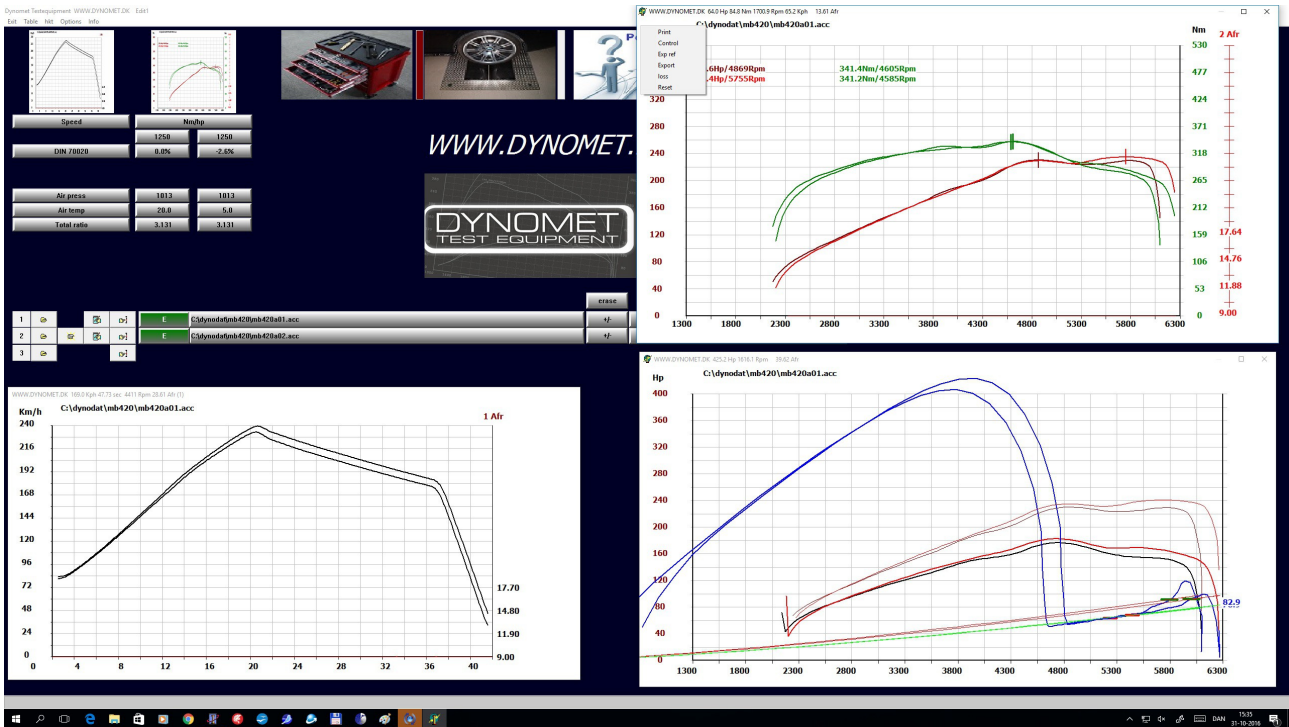 Dynomet Testequipment WWW.DYNOMET.DK Edit1
Exit Table Nkt Options Info
Speed
Nm/hp
1250 1250
DIN 70020 0.0% -2.6%
Air press 1013 1013
Air temp 20.0 5.0
Total ratio 3.131 3.131
WWW.DYNOMET.
DYNOMET
TEST EQUIPMENT
erase
1 E C:\dynodat\mb420\mb420a01.acc +/-
2 E C:\dynodat\mb420\mb420a02.acc +/-
3
WWW.DYNOMET.DK 64.0 Hp 84.8 Nm 1700.9 Rpm 65.2 Kph 13.61 Afr
C:\dynodat\mb420\mb420a01.acc
Print
Control
Exp ref
Export
loss
Reset
.6Hp/4869Rpm 341.4Nm/4605Rpm
.4Hp/5755Rpm 341.2Nm/4585Rpm
Nm 2 Afr
530
477
424
371
318
265
212
159
106
53
0
17.64
14.76
11.88
9.00
320
280
240
200
160
120
80
40
0
1300 1800 2300 2800 3300 3800 4300 4800 5300 5800 6300
WWW.DYNOMET.DK 169.0 Kph 47.73 sec 4411 Rpm 28.61 Afr (1)
Km/h C:\dynodat\mb420\mb420a01.acc
1 Afr
240
216
192
168
144
120
96
72
48
24
0
17.70
14.80
11.90
9.00
0 4 8 12 16 20 24 28 32 36 40
WWW.DYNOMET.DK 425.2 Hp 1616.1 Rpm 39.62 Afr
Hp C:\dynodat\mb420\mb420a01.acc
400
360
320
280
240
200
160
120
80
40
0
82.9
1300 1800 2300 2800 3300 3800 4300 4800 5300 5800 6300
DAN
15:35
31-10-2016